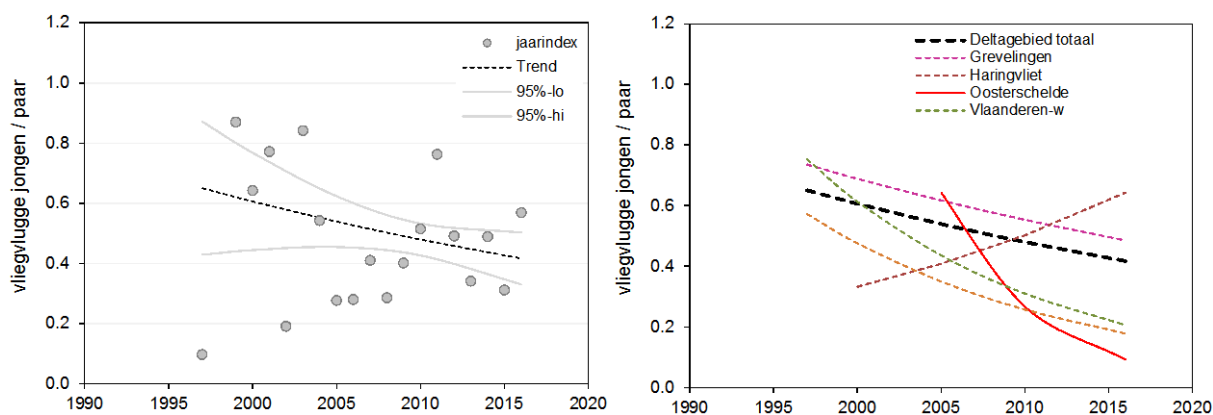 1.2
1.0
0.8
0.6
0.4
0.2
0.0
vliegvlugge jongen / paar
jaarindex
Trend
95%-lo
95%-hi
1990
1995
2000
2005
2010
2015
2020
1.2
1.0
0.8
0.6
0.4
0.2
0.0
vliegvlugge jongen / paar
Deltagebied totaal
Grevelingen
Haringvliet
Oosterschelde
Vlaanderen-w
1990
1995
2000
2005
2010
2015
2020